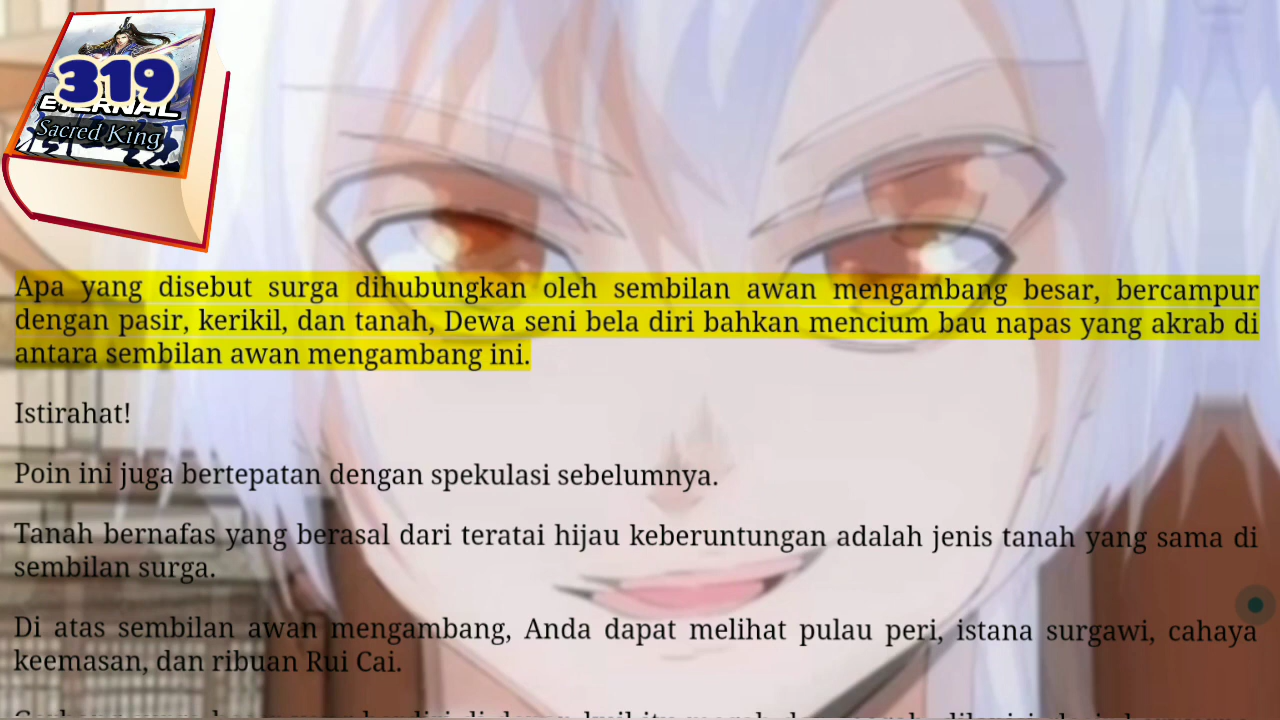 319
ETERNAL
Sacred King
Apa yang disebut surga dihubungkan oleh sembilan awan mengambang besar, bercampur
dengan pasir, kerikil, dan tanah, Dewa seni bela diri bahkan mencium bau napas yang akrab di
antara sembilan awan mengambang ini.
Istirahat!
Poin ini juga bertepatan dengan spekulasi sebelumnya.
Tanah bernafas yang berasal dari teratai hijau keberuntungan adalah jenis tanah yang sama di
sembilan surga.
Di atas sembilan awan mengambang, Anda dapat melihat pulau peri, istana surgawi, cahaya
keemasan, dan ribuan Rui Cai.